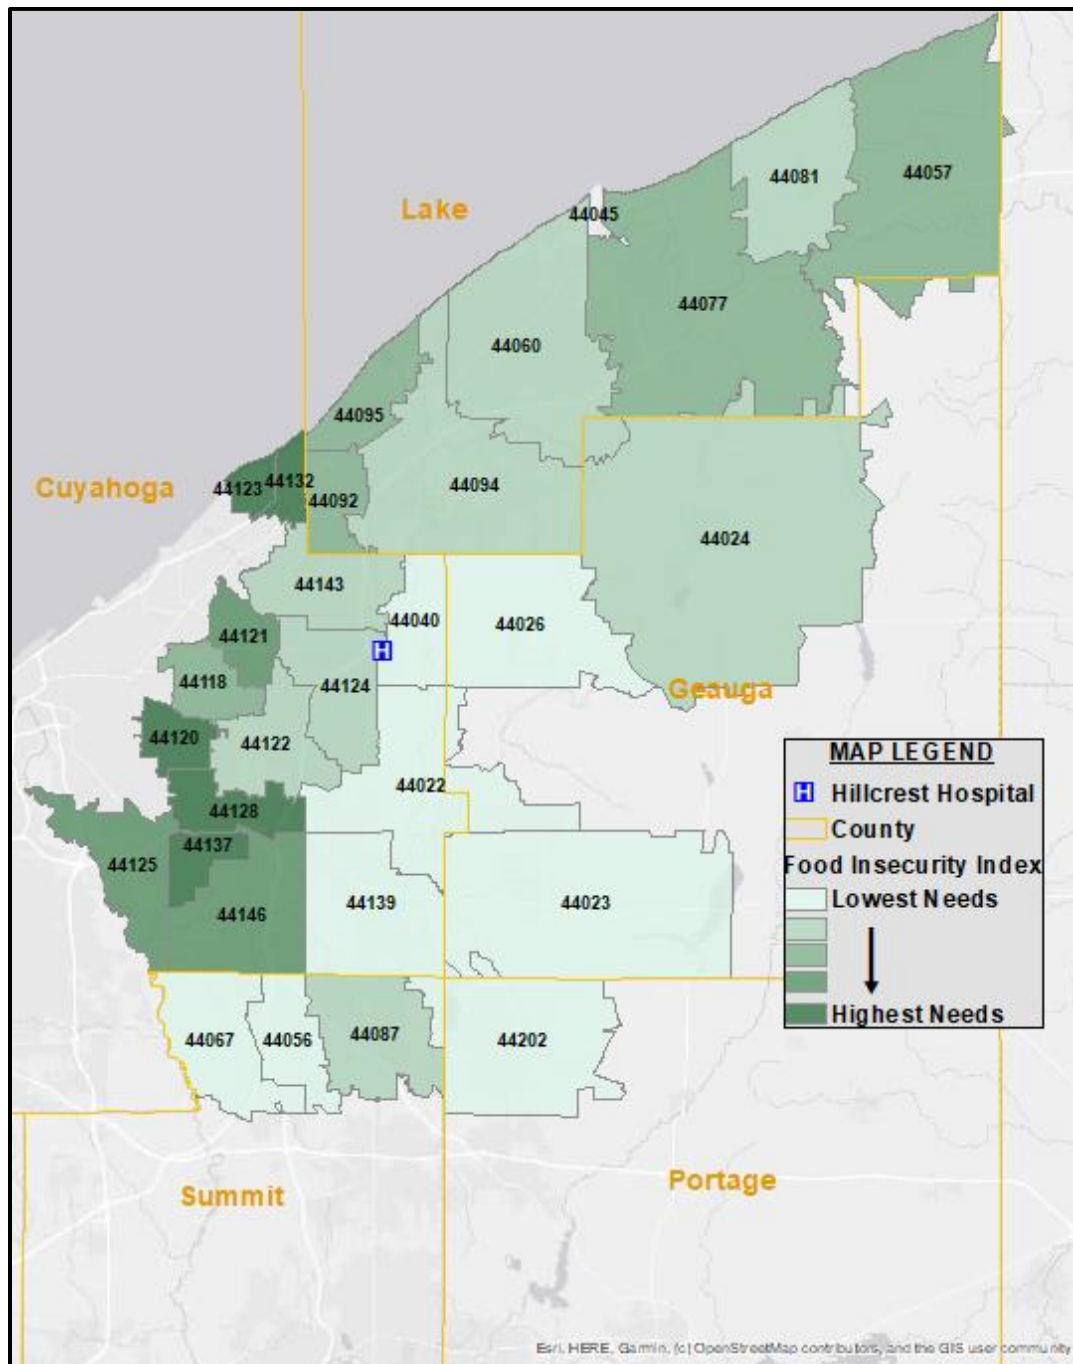 44057
44081
Lake
44045
44077
44060
44095
44132
44123
Cuyahoga
44092
44094
44024
44143
44040
44026
44121
44118
44124
Geauga
44120
44122
MAP LEGEND
44022
H Hillcrest Hospital
44128
County
44137
44125
Food Insecurity Index
44139
44023
Lowest Needs
44146
Highest Needs
44067
44056
44087
44202
Portage
Summit
Esri, HERE, Garmin, (c) OpenStreetMap contributors, and the GIS user community
H